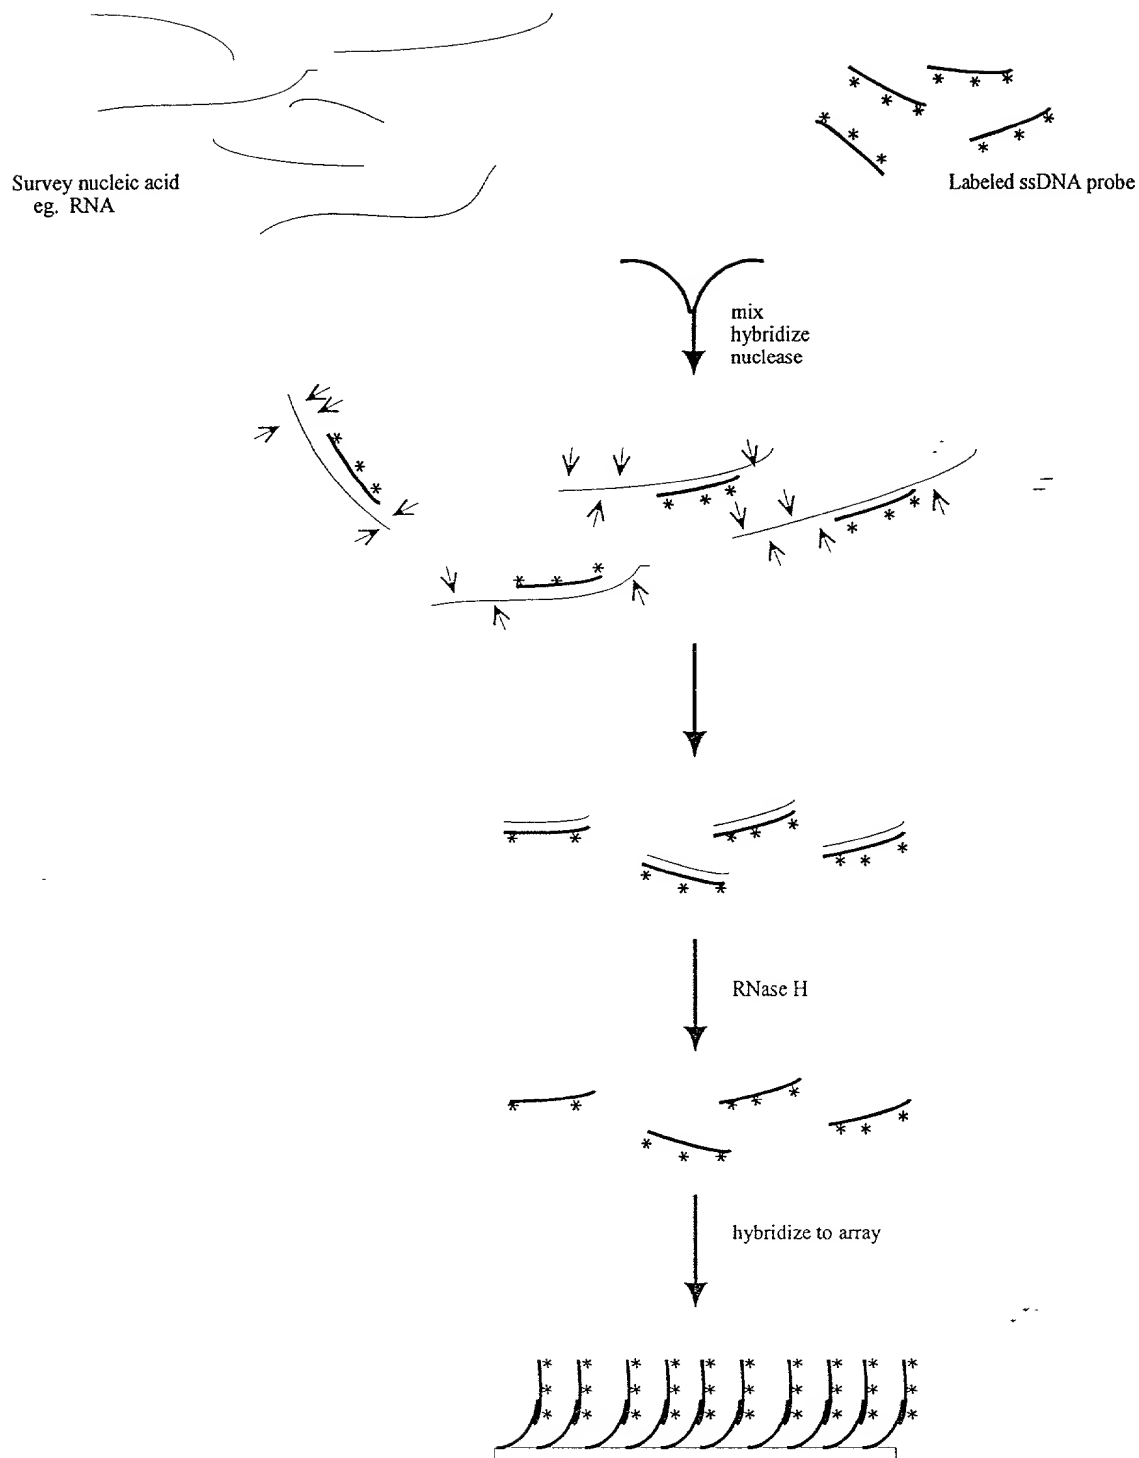 Survey nucleic acid
eg. RNA
Labeled ssDNA probe
mix
hybridize
nuclease
RNase H
hybridize to array